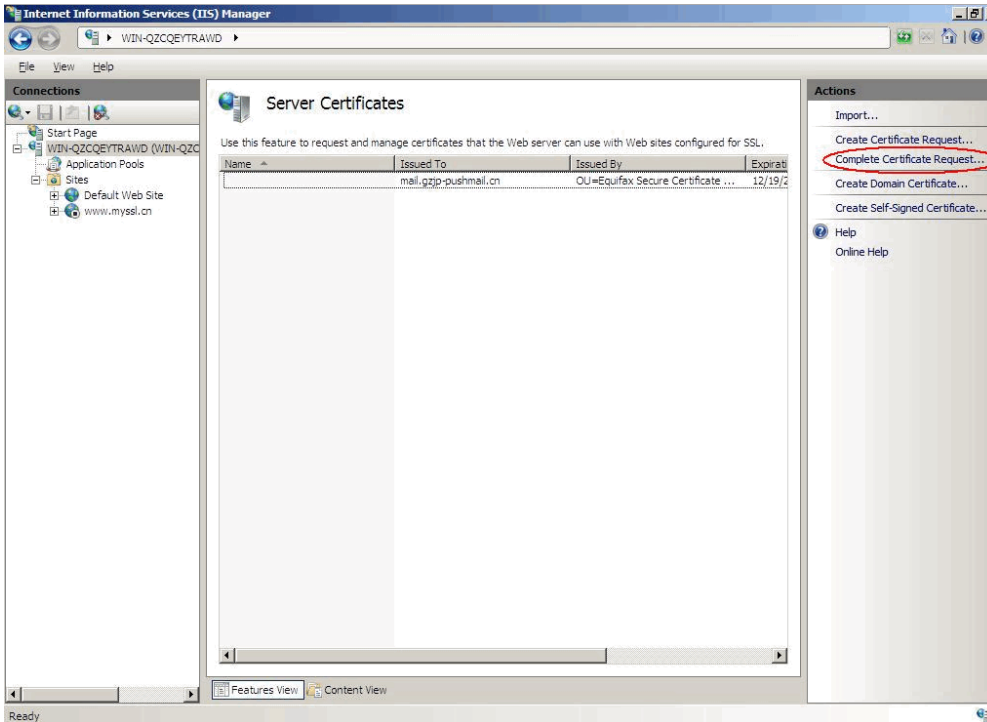 Internet Information Services (IIS) Manager
WIN-QZCQEYTRAWD
File View Help
Connections
Start Page
WIN-QZCQEYTRAWD (WIN-QZC
Application Pools
Sites
Default Web Site
www.myssl.cn
Server Certificates
Use this feature to request and manage certificates that the Web server can use with Web sites configured for SSL.
Name Issued To Issued By Expirati
mail.gzjp-pushmail.cn OU=Equifax Secure Certificate ... 12/19/2
Features View Content View
Actions
Import...
Create Certificate Request...
Complete Certificate Request...
Create Domain Certificate...
Create Self-Signed Certificate...
Help
Online Help
Ready